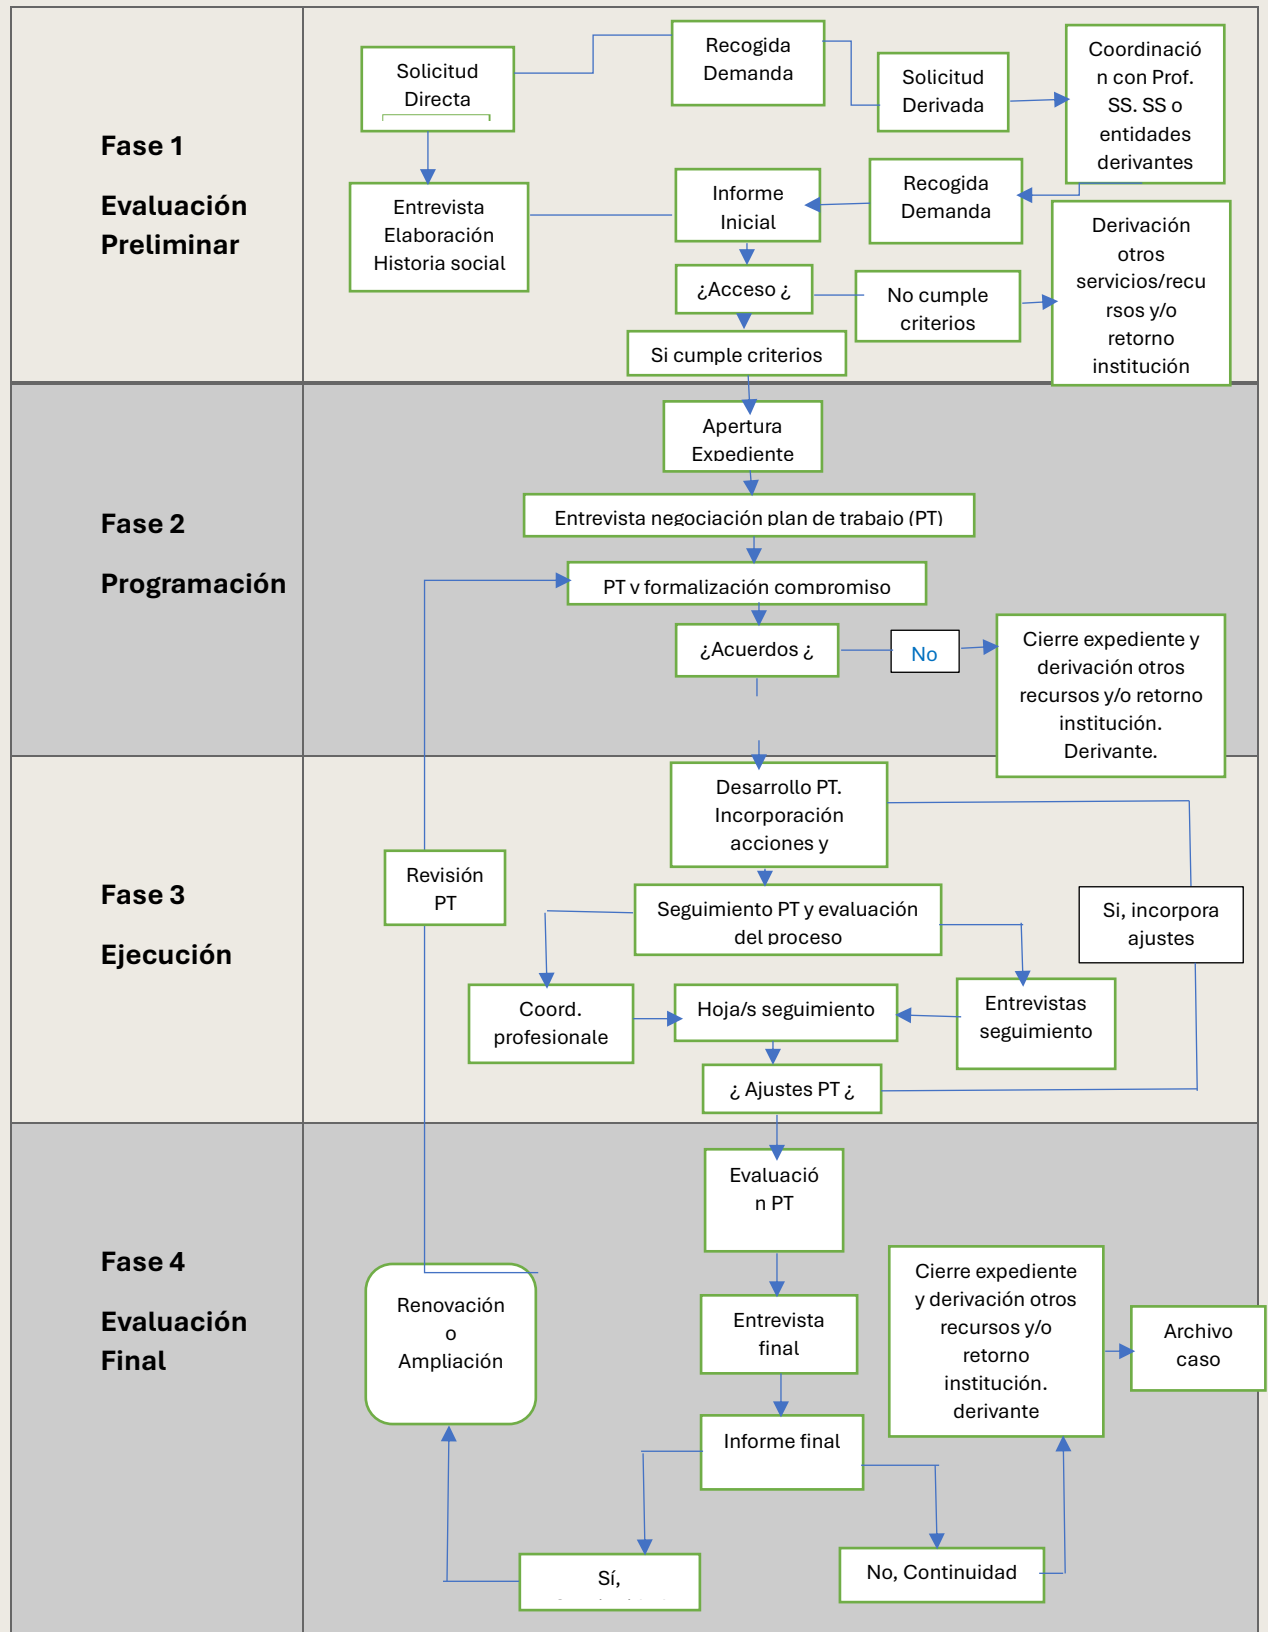 Fase 1
Evaluación
Preliminar
Solicitud
Directa
Recogida
Demanda
Solicitud
Derivada
Coordinació
n con Prof.
SS. SS o
entidades
derivantes
Entrevista
Elaboración
Historia social
Informe
Inicial
Recogida
Demanda
¿Acceso ¿
No cumple
criterios
Derivación
otros
servicios/recu
rsos y/o
retorno
institución
Si cumple criterios
Fase 2
Programación
Apertura
Expediente
Entrevista negociación plan de trabajo (PT)
PT y formalización compromiso
¿Acuerdos ¿
No
Cierre expediente y
derivación otros
recursos y/o retorno
institución.
Derivante.
Fase 3
Ejecución
Desarrollo PT.
Incorporación
acciones y
Revisión
PT
Seguimiento PT y evaluación
del proceso
Si, incorpora
ajustes
Coord.
profesionale
Hoja/s seguimiento
Entrevistas
seguimiento
¿ Ajustes PT ¿
Fase 4
Evaluación
Final
Evaluació
n PT
Renovación
o
Ampliación
Entrevista
final
Cierre expediente
y derivación otros
recursos y/o
retorno
institución.
derivante
Archivo
caso
Informe final
Sí,
No, Continuidad